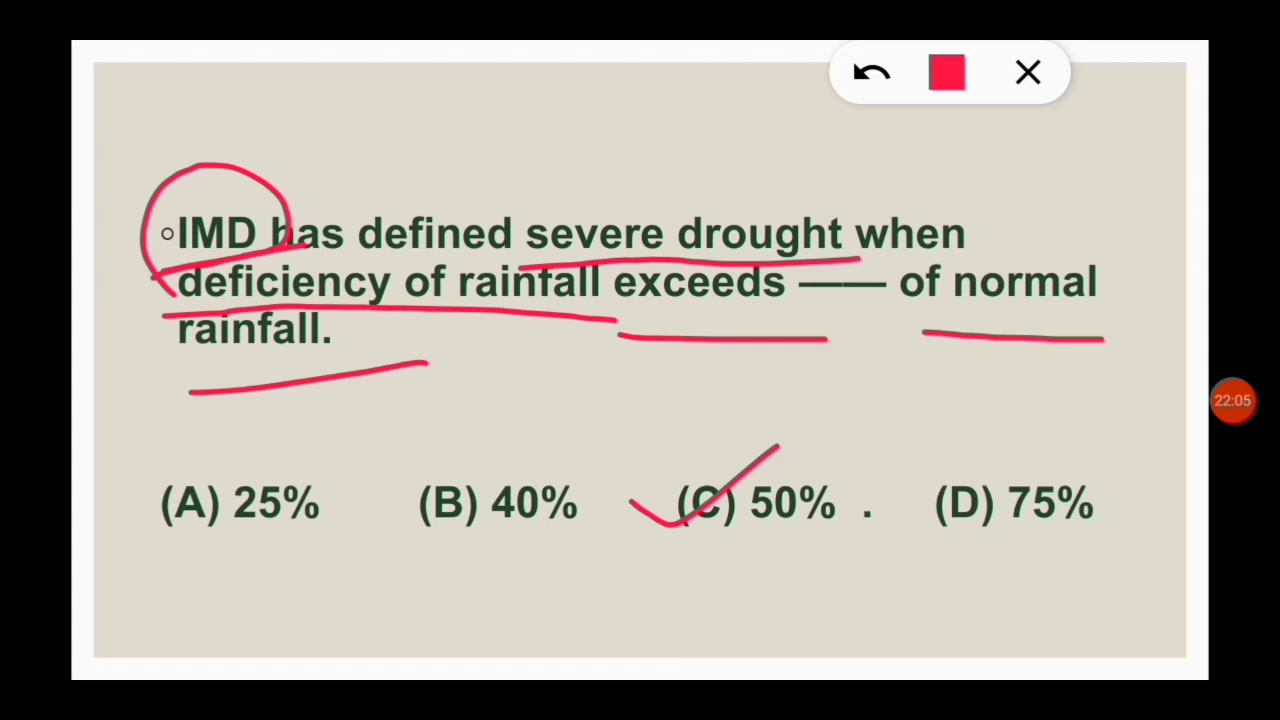 ◦IMD has defined severe drought when
deficiency of rainfall exceeds —— of normal
rainfall.
22:05
(A) 25% (B) 40% (C) 50% . (D) 75%